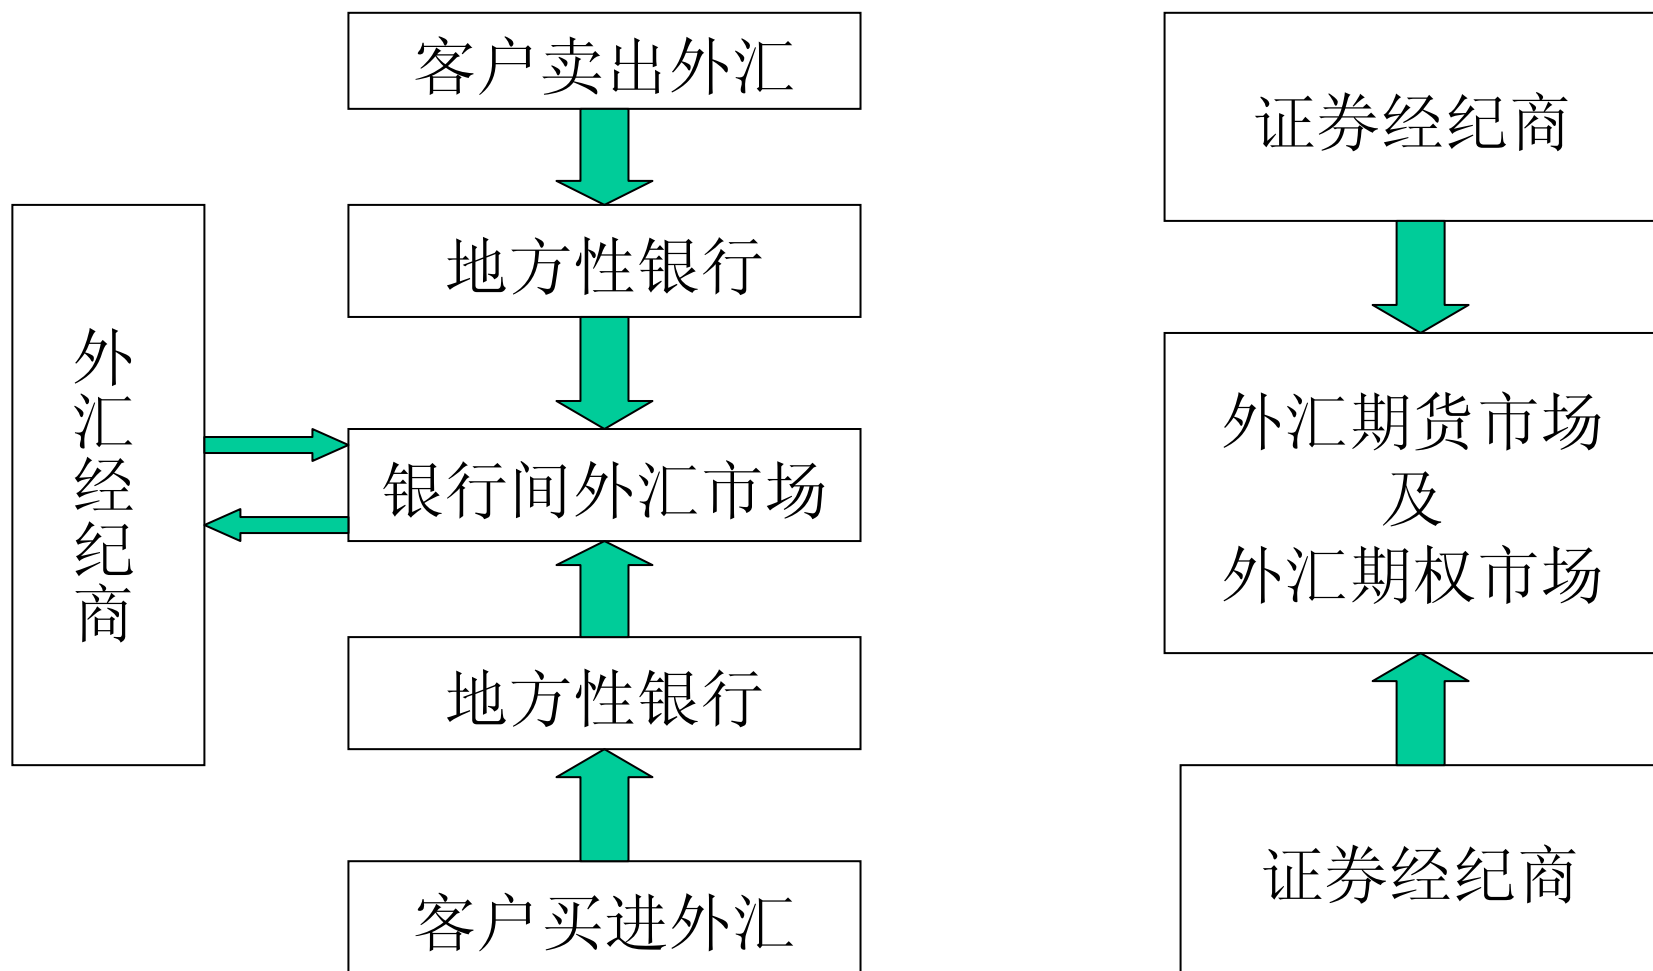 客户卖出外汇
地方性银行
外汇经纪商
银行间外汇市场
地方性银行
客户买进外汇
证券经纪商
外汇期货市场
及
外汇期权市场
证券经纪商